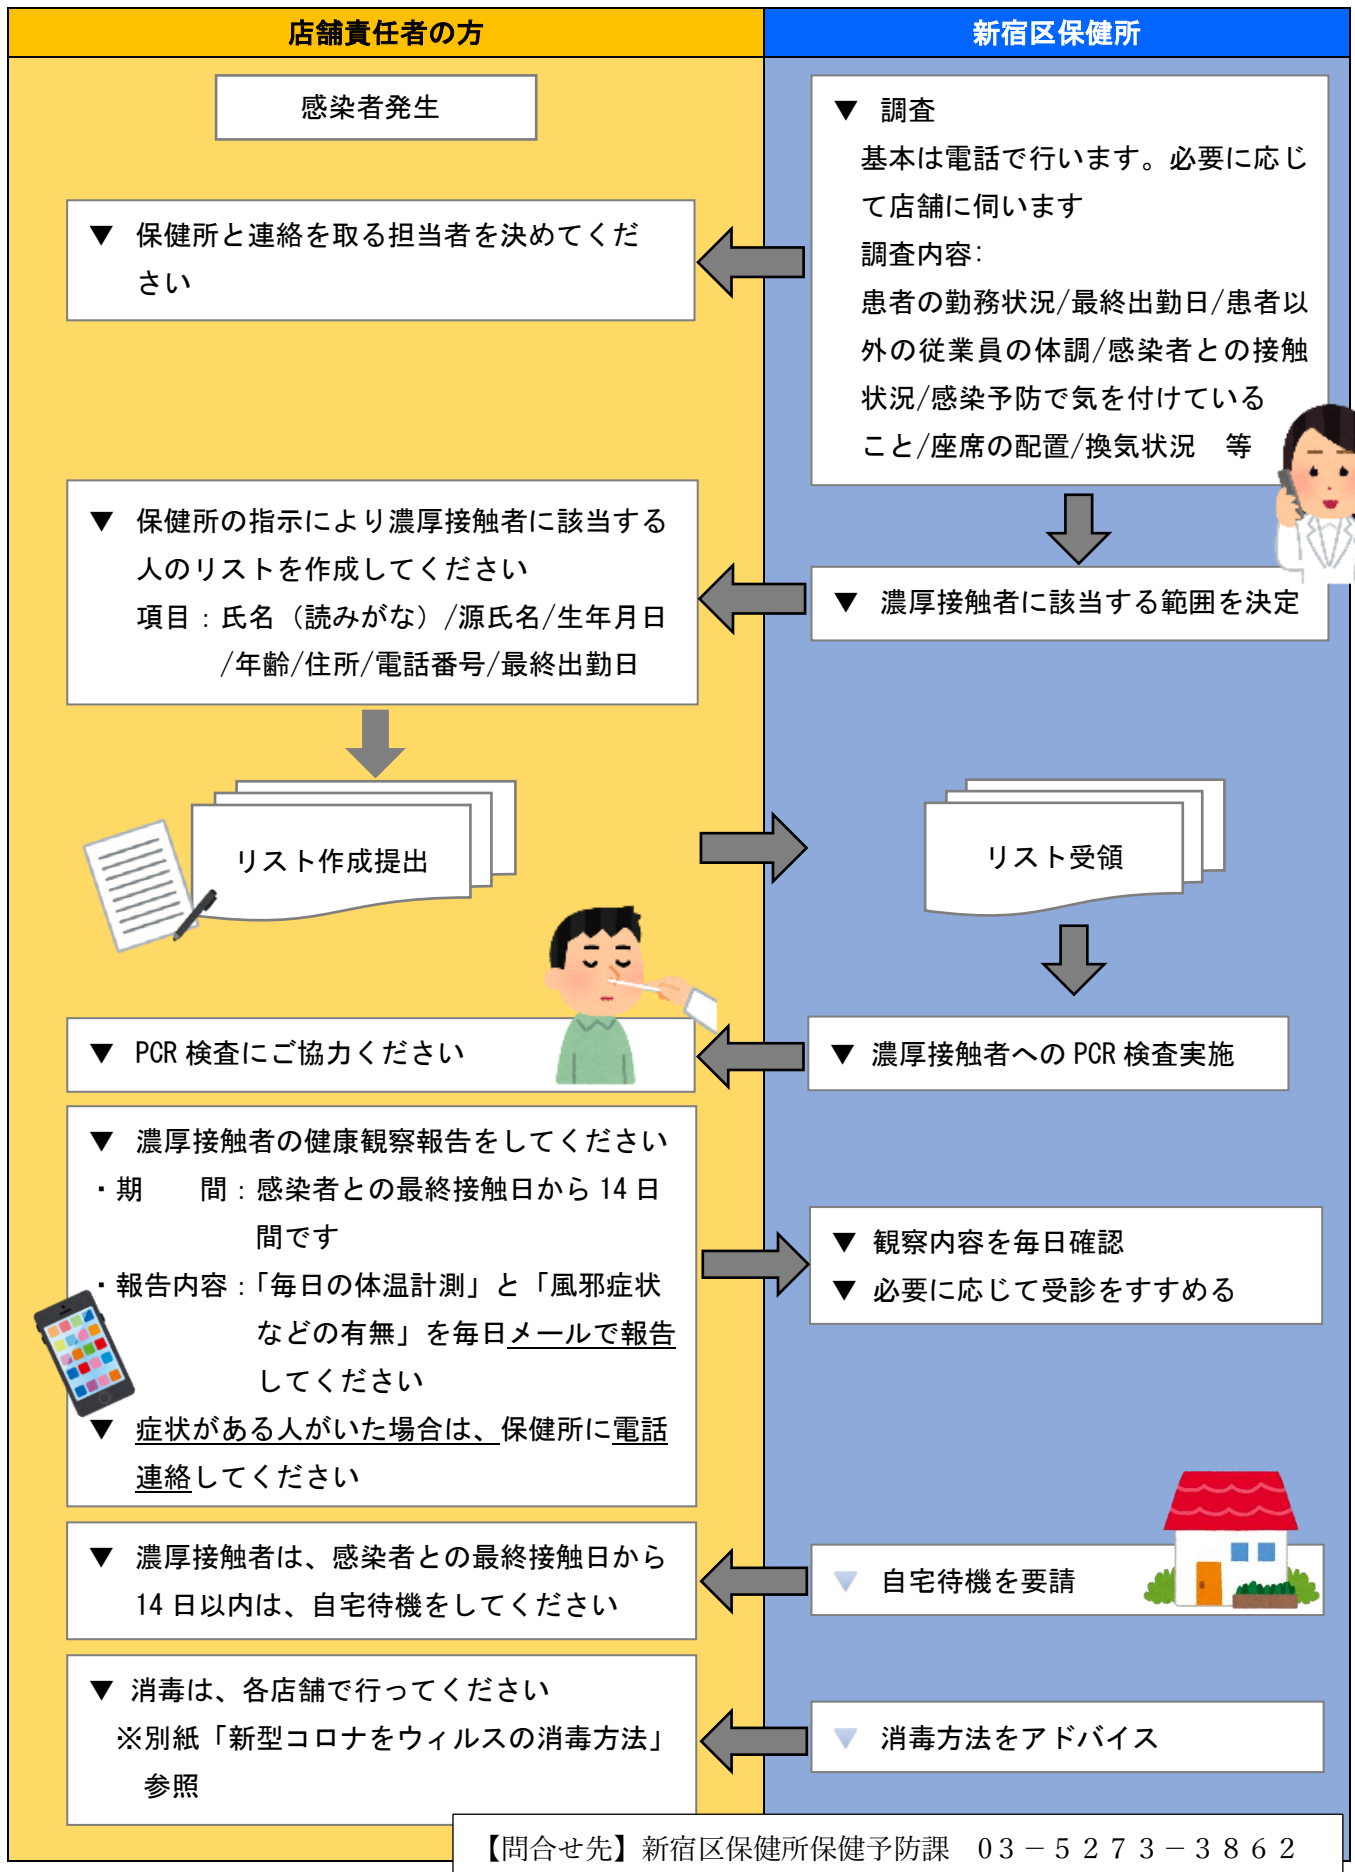 店舗責任者の方
新宿区保健所
感染者発生
▼ 調査
基本は電話で行います。必要に応じ
て店舗に伺います
調査内容:
患者の勤務状況/最終出勤日/患者以
外の従業員の体調/感染者との接触
状況/感染予防で気を付けている
こと/座席の配置/換気状況　等
▼ 保健所と連絡を取る担当者を決めてくだ
さい
▼ 濃厚接触者に該当する範囲を決定
▼ 保健所の指示により濃厚接触者に該当する
人のリストを作成してください
項目：氏名（読みがな）/源氏名/生年月日
/年齢/住所/電話番号/最終出勤日
リスト作成提出
リスト受領
▼ 濃厚接触者への PCR 検査実施
▼ PCR 検査にご協力ください
▼ 濃厚接触者の健康観察報告をしてください
・期　　間：感染者との最終接触日から 14 日
間です
・報告内容：「毎日の体温計測」と「風邪症状
などの有無」を毎日メールで報告
してください
▼ 症状がある人がいた場合は、保健所に電話
連絡してください
▼ 観察内容を毎日確認
▼ 必要に応じて受診をすすめる
▼ 自宅待機を要請
▼ 濃厚接触者は、感染者との最終接触日から
14 日以内は、自宅待機をしてください
▼ 消毒方法をアドバイス
▼ 消毒は、各店舗で行ってください
※別紙「新型コロナをウィルスの消毒方法」
参照
【問合せ先】新宿区保健所保健予防課　０３－５２７３－３８６２